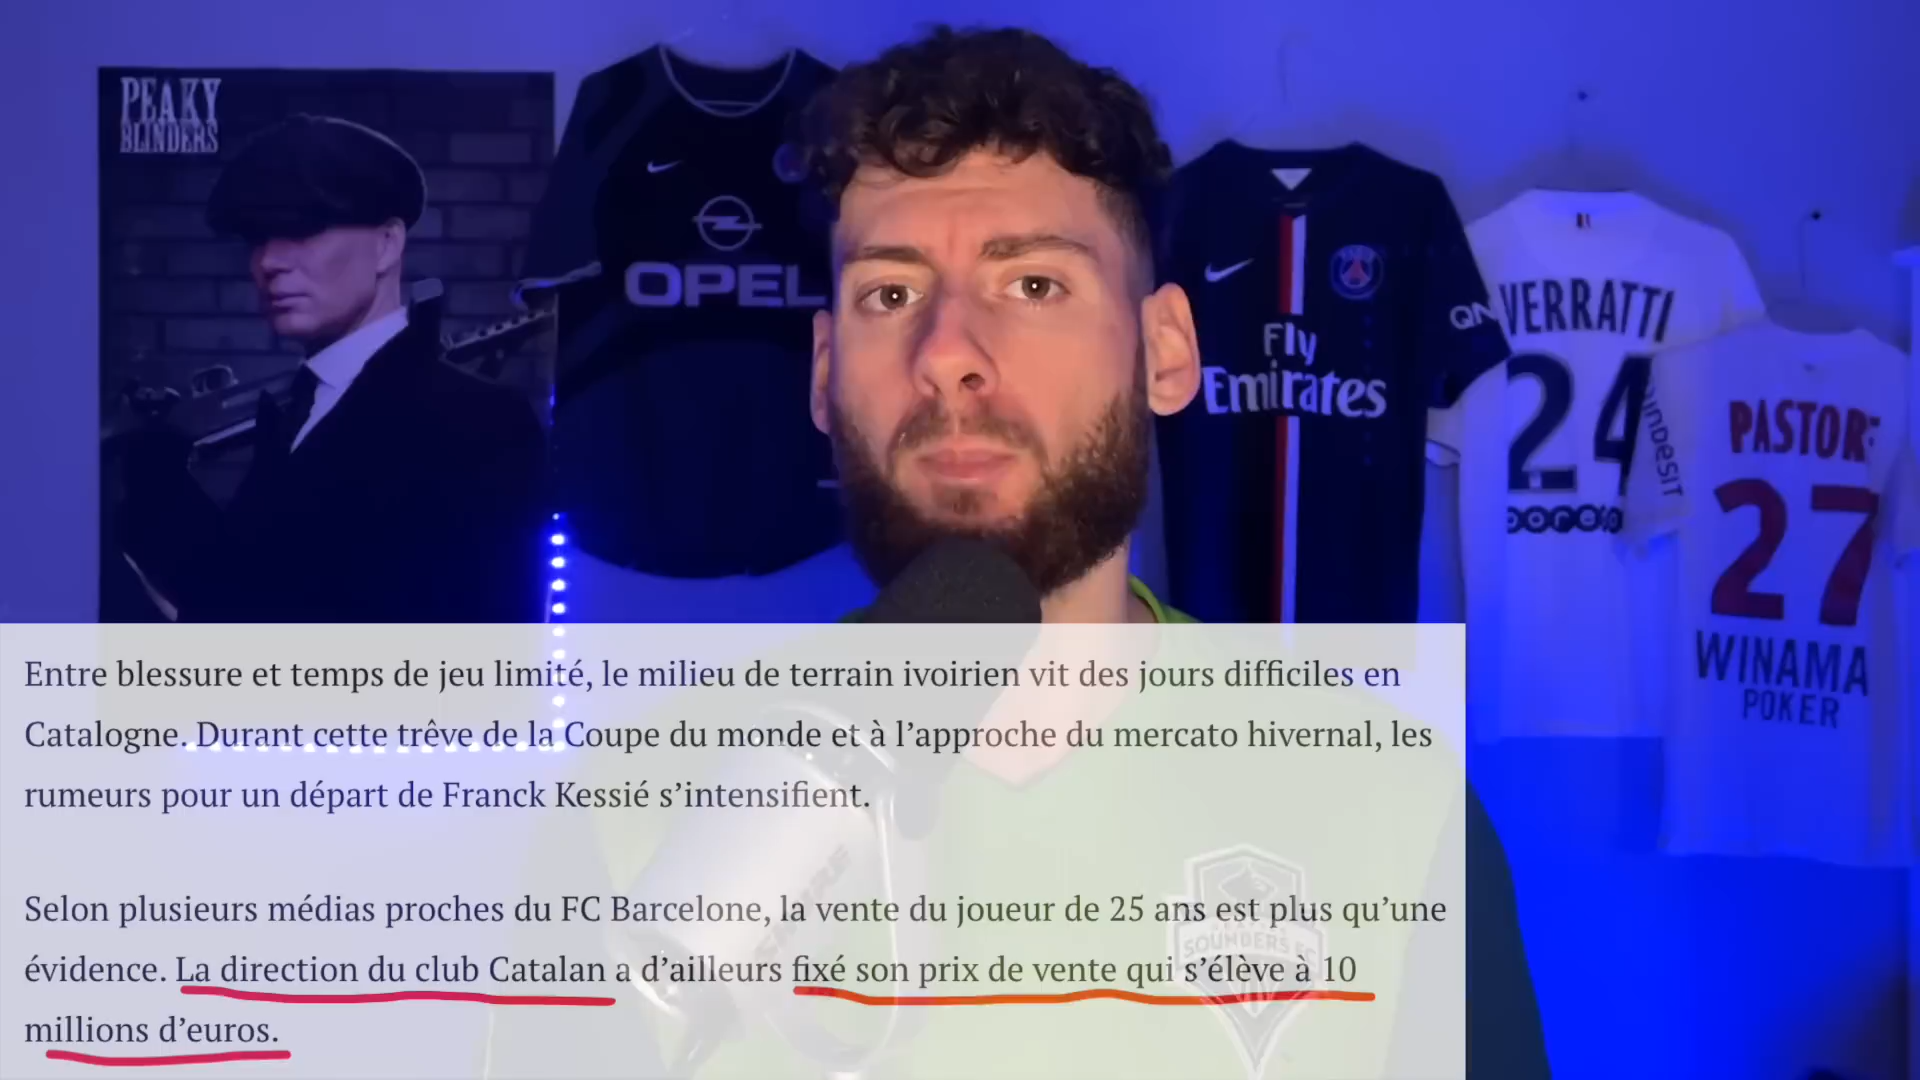 PEAKY
BLINDERS
OPEL
Fly
Emirates
QN
VERRATTI
24
PASTORE
27
WINAMA
POKER
Entre blessure et temps de jeu limité, le milieu de terrain ivoirien vit des jours difficiles en
Catalogne. Durant cette trêve de la Coupe du monde et à l’approche du mercato hivernal, les
rumeurs pour un départ de Franck Kessié s’intensifient.
Selon plusieurs médias proches du FC Barcelone, la vente du joueur de 25 ans est plus qu’une
évidence. La direction du club Catalan a d’ailleurs fixé son prix de vente qui s’élève à 10
millions d’euros.
SOUNDERS FC